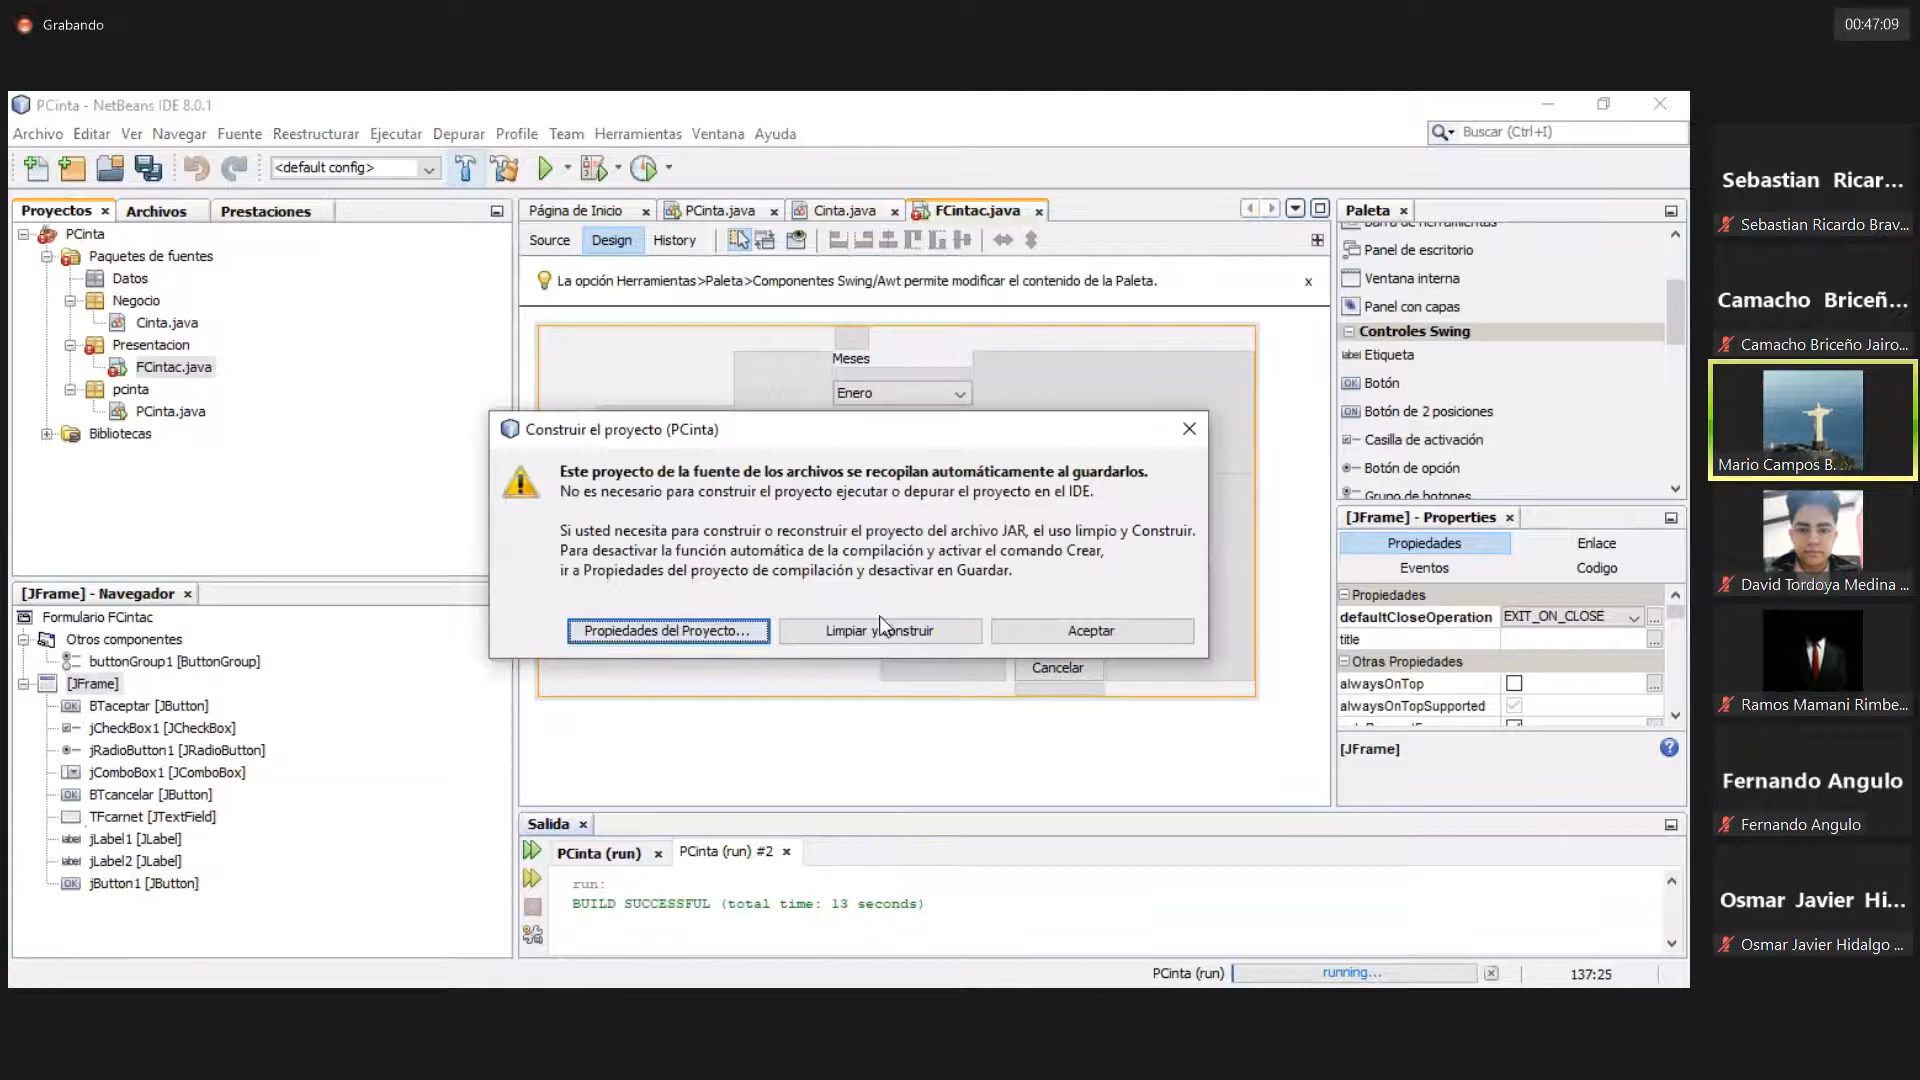 Grabando
00:47:09
PCinta - NetBeans IDE 8.0.1
Archivo Editar Ver Navegar Fuente Reestructurar Ejecutar Depurar Profile Team Herramientas Ventana Ayuda
Buscar (Ctrl+I)
<default config>
Proyectos
Archivos
Prestaciones
PCinta
Paquetes de fuentes
Datos
Negocio
Cinta.java
Presentacion
FCintac.java
pcinta
PCinta.java
Bibliotecas
[JFrame] - Navegador
Formulario FCintac
Otros componentes
buttonGroup1 [ButtonGroup]
[JFrame]
BTaceptar [JButton]
jCheckBox1 [JCheckBox]
jRadioButton1 [JRadioButton]
jComboBox1 [JComboBox]
BTcancelar [JButton]
TFcarnet [JTextField]
label jLabel1 [JLabel]
label jLabel2 [JLabel]
jButton1 [JButton]
Página de Inicio
PCinta.java
Cinta.java
FCintac.java
Source Design History
La opción Herramientas>Paleta>Componentes Swing/Awt permite modificar el contenido de la Paleta.
Meses
Enero
Construir el proyecto (PCinta)
Este proyecto de la fuente de los archivos se recopilan automáticamente al guardarlos.
No es necesario para construir el proyecto ejecutar o depurar el proyecto en el IDE.
Si usted necesita para construir o reconstruir el proyecto del archivo JAR, el uso limpio y Construir.
Para desactivar la función automática de la compilación y activar el comando Crear,
ir a Propiedades del proyecto de compilación y desactivar en Guardar.
Propiedades del Proyecto...
Limpiar y Construir
Aceptar
Cancelar
Salida
PCinta (run)
PCinta (run) #2
run:
BUILD SUCCESSFUL (total time: 13 seconds)
PCinta (run)
running...
137:25
Paleta
Barra de herramientas
Panel de escritorio
Ventana interna
Panel con capas
Controles Swing
label Etiqueta
OK Botón
ON Botón de 2 posiciones
Casilla de activación
Botón de opción
Grupo de botones
[JFrame] - Properties
Propiedades
Enlace
Eventos
Codigo
Propiedades
defaultCloseOperation EXIT_ON_CLOSE
title
Otras Propiedades
alwaysOnTop
alwaysOnTopSupported
[JFrame]
Sebastian Ricar...
Sebastian Ricardo Brav...
Camacho Briceñ...
Camacho Briceño Jairo...
Mario Campos B.
David Tordoya Medina ...
Ramos Mamani Rimbe...
Fernando Angulo
Fernando Angulo
Osmar Javier Hi...
Osmar Javier Hidalgo ...